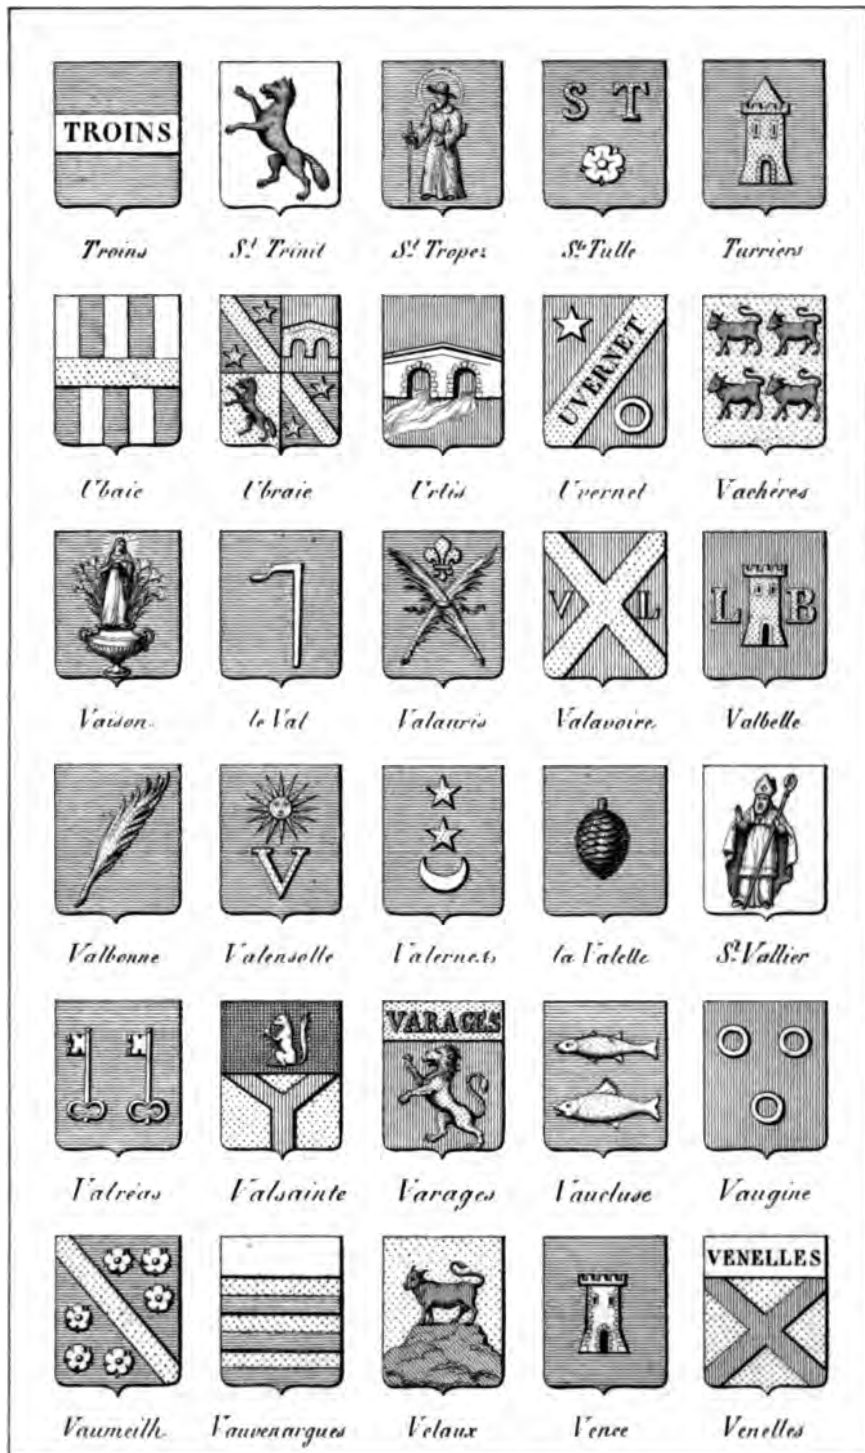 TROINS
S T
Troins St. Trinit St. Tropez Ste Tulle Turriers
UVERNET
Ubaie Ubraie Urtis Uvernet Vachères
V L
L B
Vaison le Val Valauris Valavoire Valbelle
V
Valbonne Valensolle Valernes la Valette St. Vallier
VARAGES
Valréas Valsainte Varages Vaucluse Vaugine
VENELLES
Vaumeilh Vauvenargues Velaux Vence Venelles